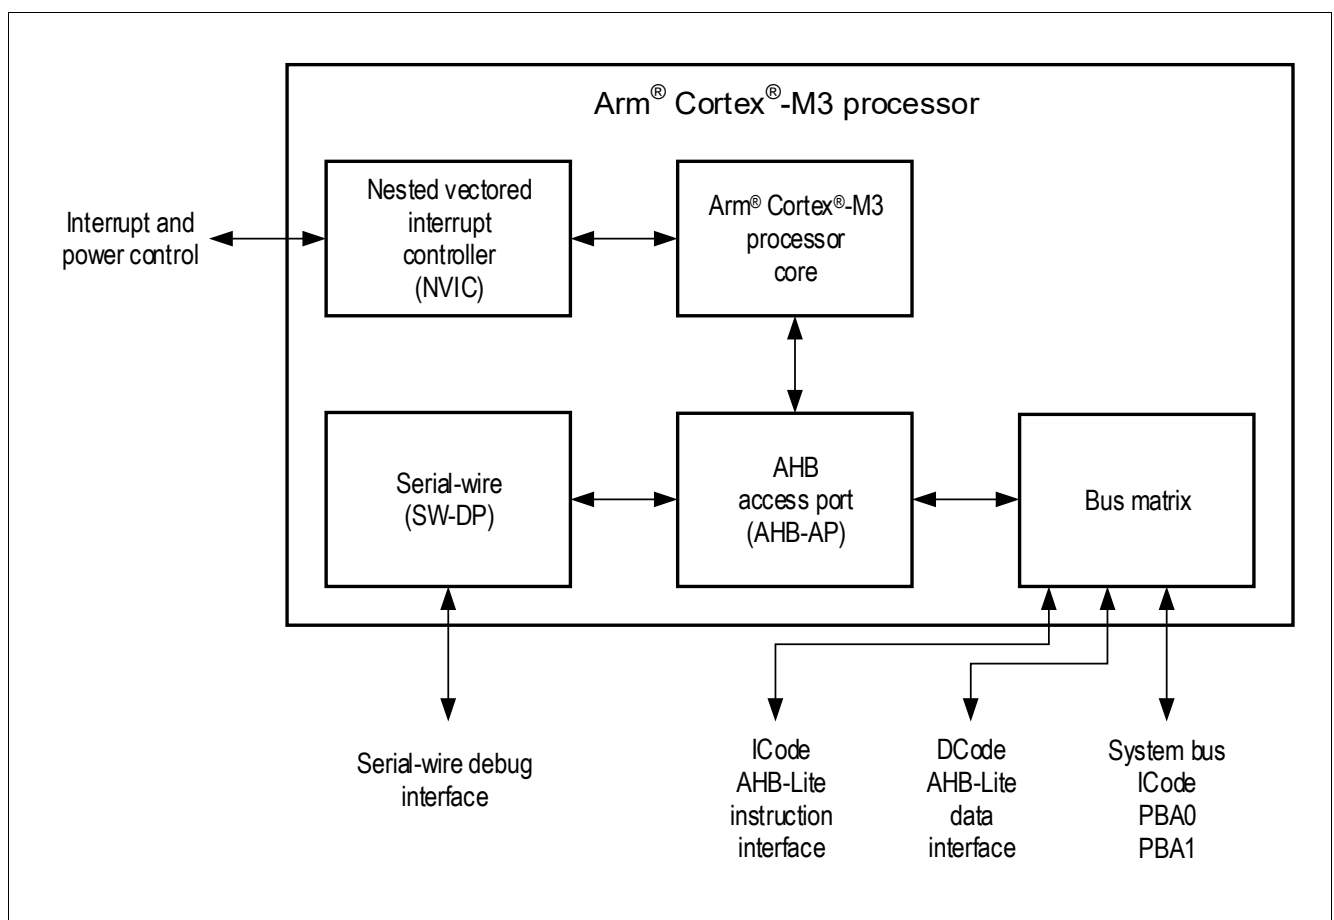 Arm® Cortex®-M3 processor
Nested vectored
interrupt
controller
(NVIC)
Arm® Cortex®-M3
processor
core
Interrupt and
power control
Serial-wire
(SW-DP)
AHB
access port
(AHB-AP)
Bus matrix
Serial-wire debug
interface
ICode
AHB-Lite
instruction
interface
DCode
AHB-Lite
data
interface
System bus
ICode
PBA0
PBA1